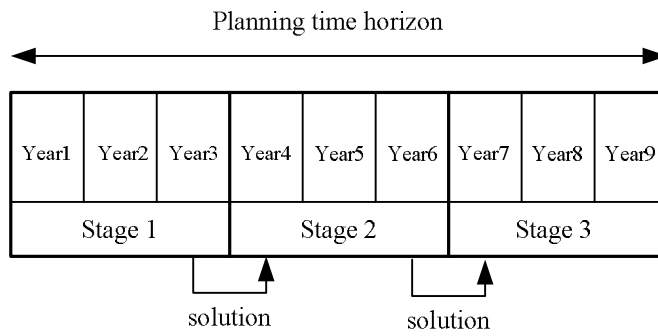 Planning time horizon
Year1 Year2 Year3 Year4 Year5 Year6 Year7 Year8 Year9
Stage 1 Stage 2 Stage 3
solution solution